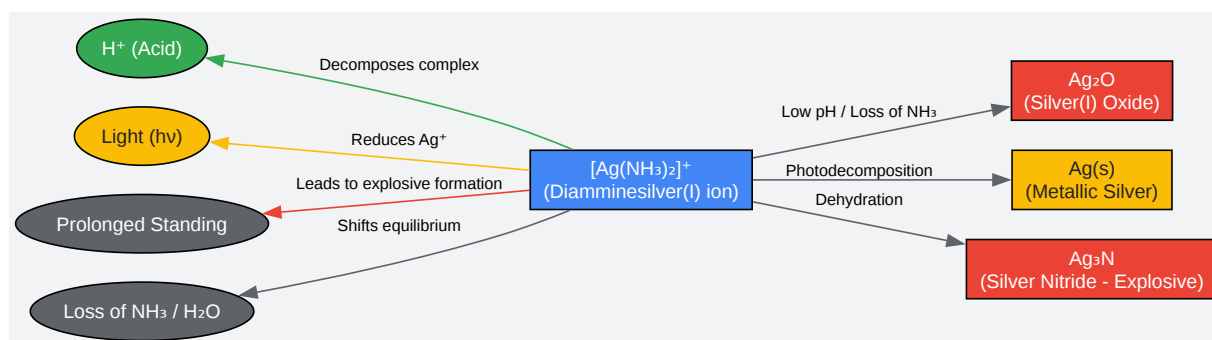 H⁺ (Acid)
Decomposes complex
Light (hν)
Reduces Ag⁺
Leads to explosive formation
Prolonged Standing
Shifts equilibrium
Loss of NH₃ / H₂O
[Ag(NH₃)₂]⁺
(Diamminesilver(I) ion)
Low pH / Loss of NH₃
Ag₂O
(Silver(I) Oxide)
Photodecomposition
Ag(s)
(Metallic Silver)
Dehydration
Ag₃N
(Silver Nitride - Explosive)